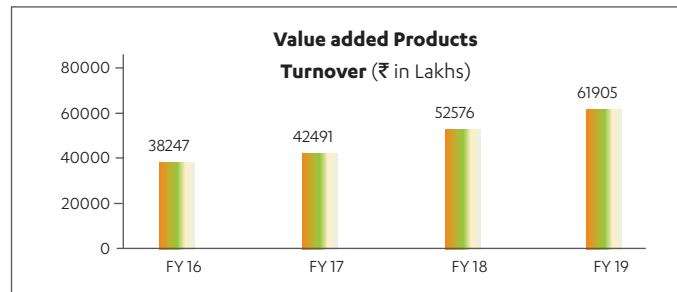 Value added Products
Turnover (₹ in Lakhs)
80000
60000
40000
20000
0
38247
42491
52576
61905
FY 16
FY 17
FY 18
FY 19